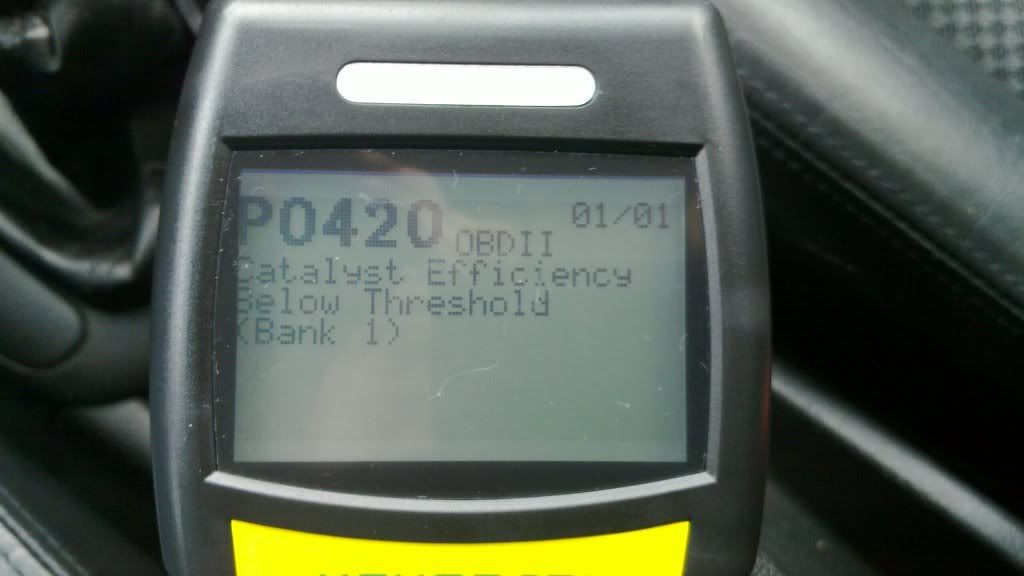 P0420 01/01
OBDII
Catalyst Efficiency
Below Threshold
(Bank 1)